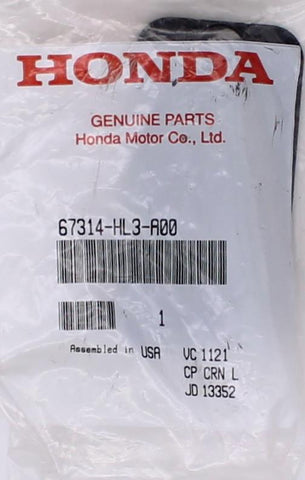 HONDA
GENUINE PARTS
Honda Motor Co., Ltd.
67314-HL3-A00
1
Assembled in USA VC 1121
CP CRN L
JD 13352